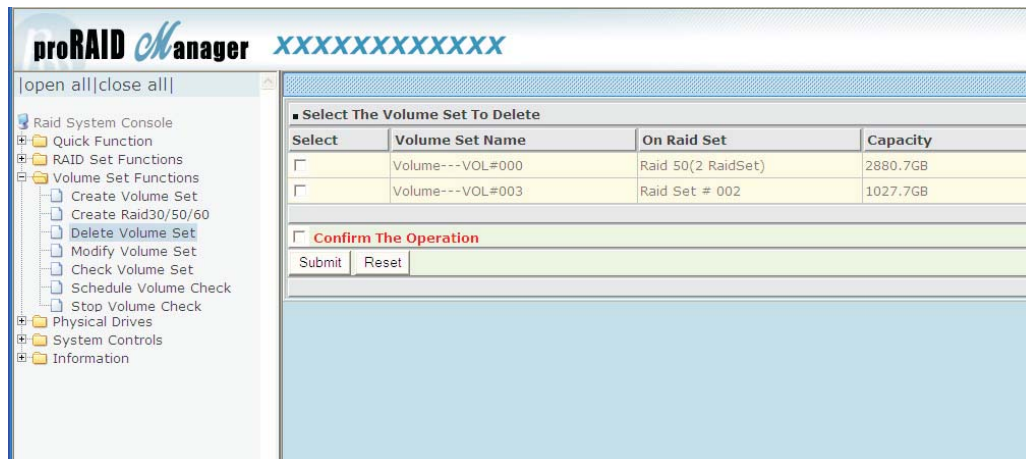 proRAID Manager XXXXXXXXXXXX
|open all|close all|
Raid System Console
Quick Function
RAID Set Functions
Volume Set Functions
Create Volume Set
Create Raid30/50/60
Delete Volume Set
Modify Volume Set
Check Volume Set
Schedule Volume Check
Stop Volume Check
Physical Drives
System Controls
Information
Select The Volume Set To Delete
Select Volume Set Name On Raid Set Capacity
Volume---VOL#000 Raid 50(2 RaidSet) 2880.7GB
Volume---VOL#003 Raid Set # 002 1027.7GB
Confirm The Operation
Submit Reset